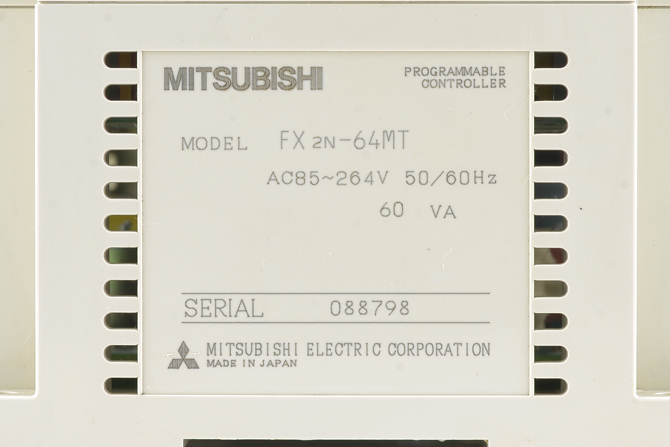 MITSUBISHI
PROGRAMMABLE
CONTROLLER
MODEL FX2N-64MT
AC85~264V 50/60Hz
60 VA
SERIAL 088798
MITSUBISHI ELECTRIC CORPORATION
MADE IN JAPAN